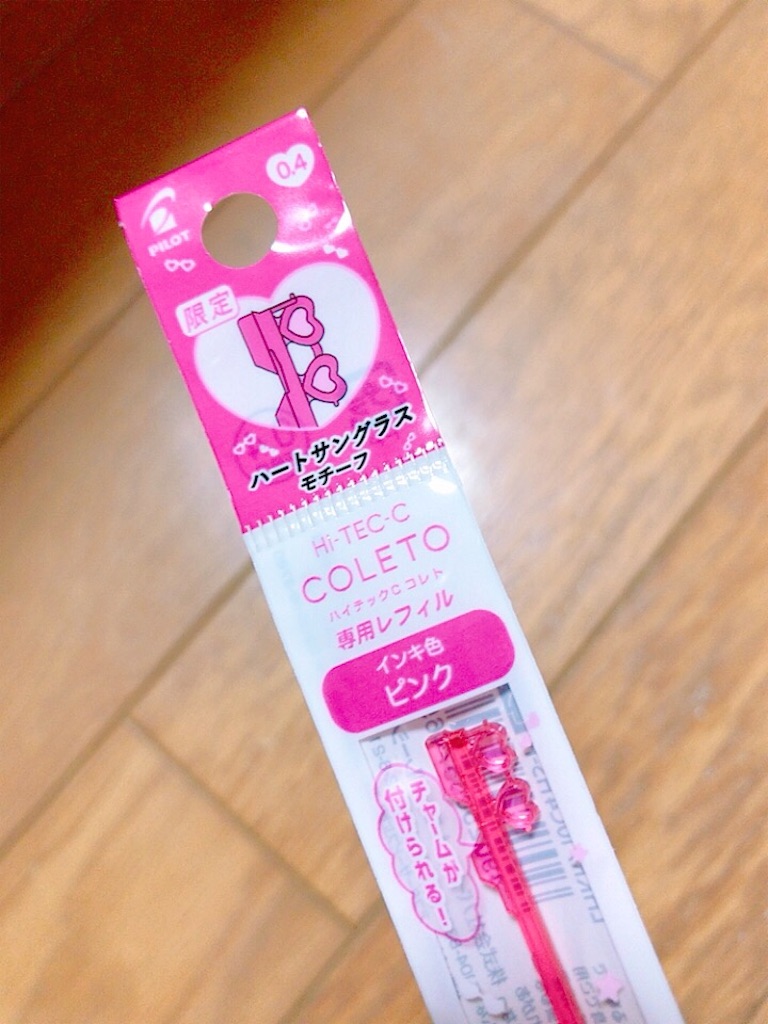 0.4
PILOT
限定
ハートサングラス
モチーフ
Hi-TEC-C
COLETO
ハイテックC コレト
専用レフィル
インキ色
ピンク
チャームが
付けられる!